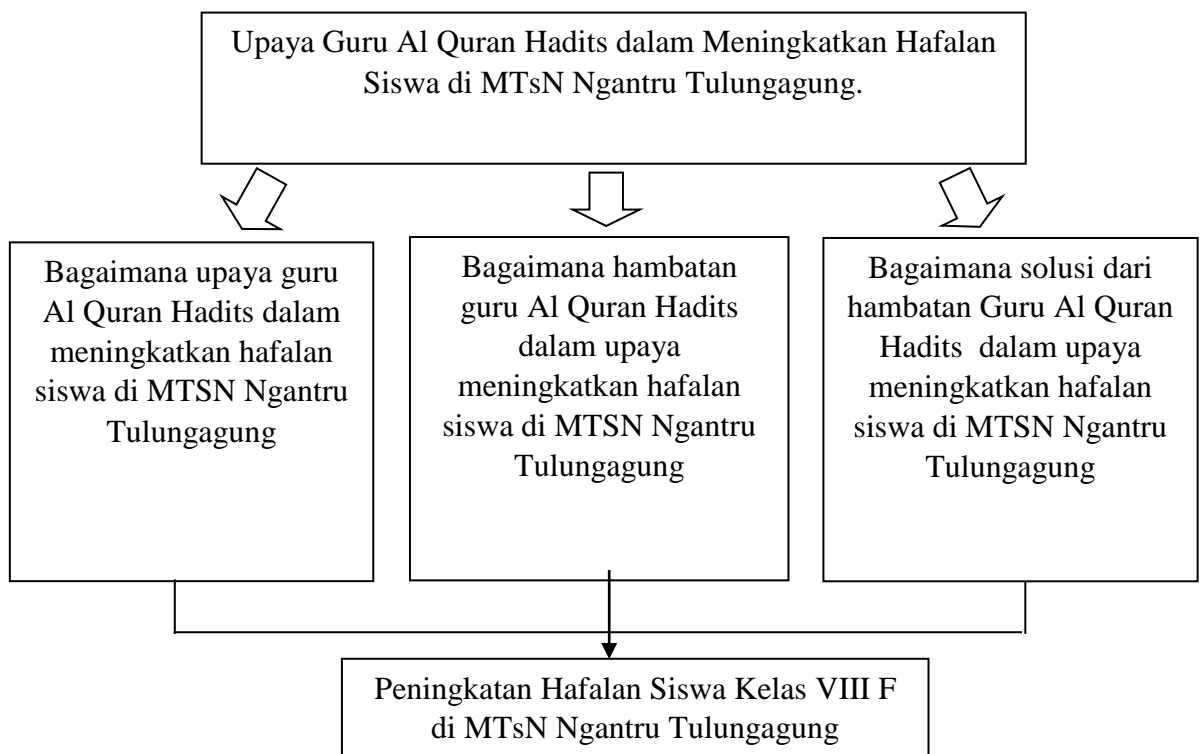 Upaya Guru Al Quran Hadits dalam Meningkatkan Hafalan
Siswa di MTsN Ngantru Tulungagung.
Bagaimana upaya guru
Al Quran Hadits dalam
meningkatkan hafalan
siswa di MTSN Ngantru
Tulungagung
Bagaimana hambatan
guru Al Quran Hadits
dalam upaya
meningkatkan hafalan
siswa di MTSN Ngantru
Tulungagung
Bagaimana solusi dari
hambatan Guru Al Quran
Hadits dalam upaya
meningkatkan hafalan
siswa di MTSN Ngantru
Tulungagung
Peningkatan Hafalan Siswa Kelas VIII F
di MTsN Ngantru Tulungagung